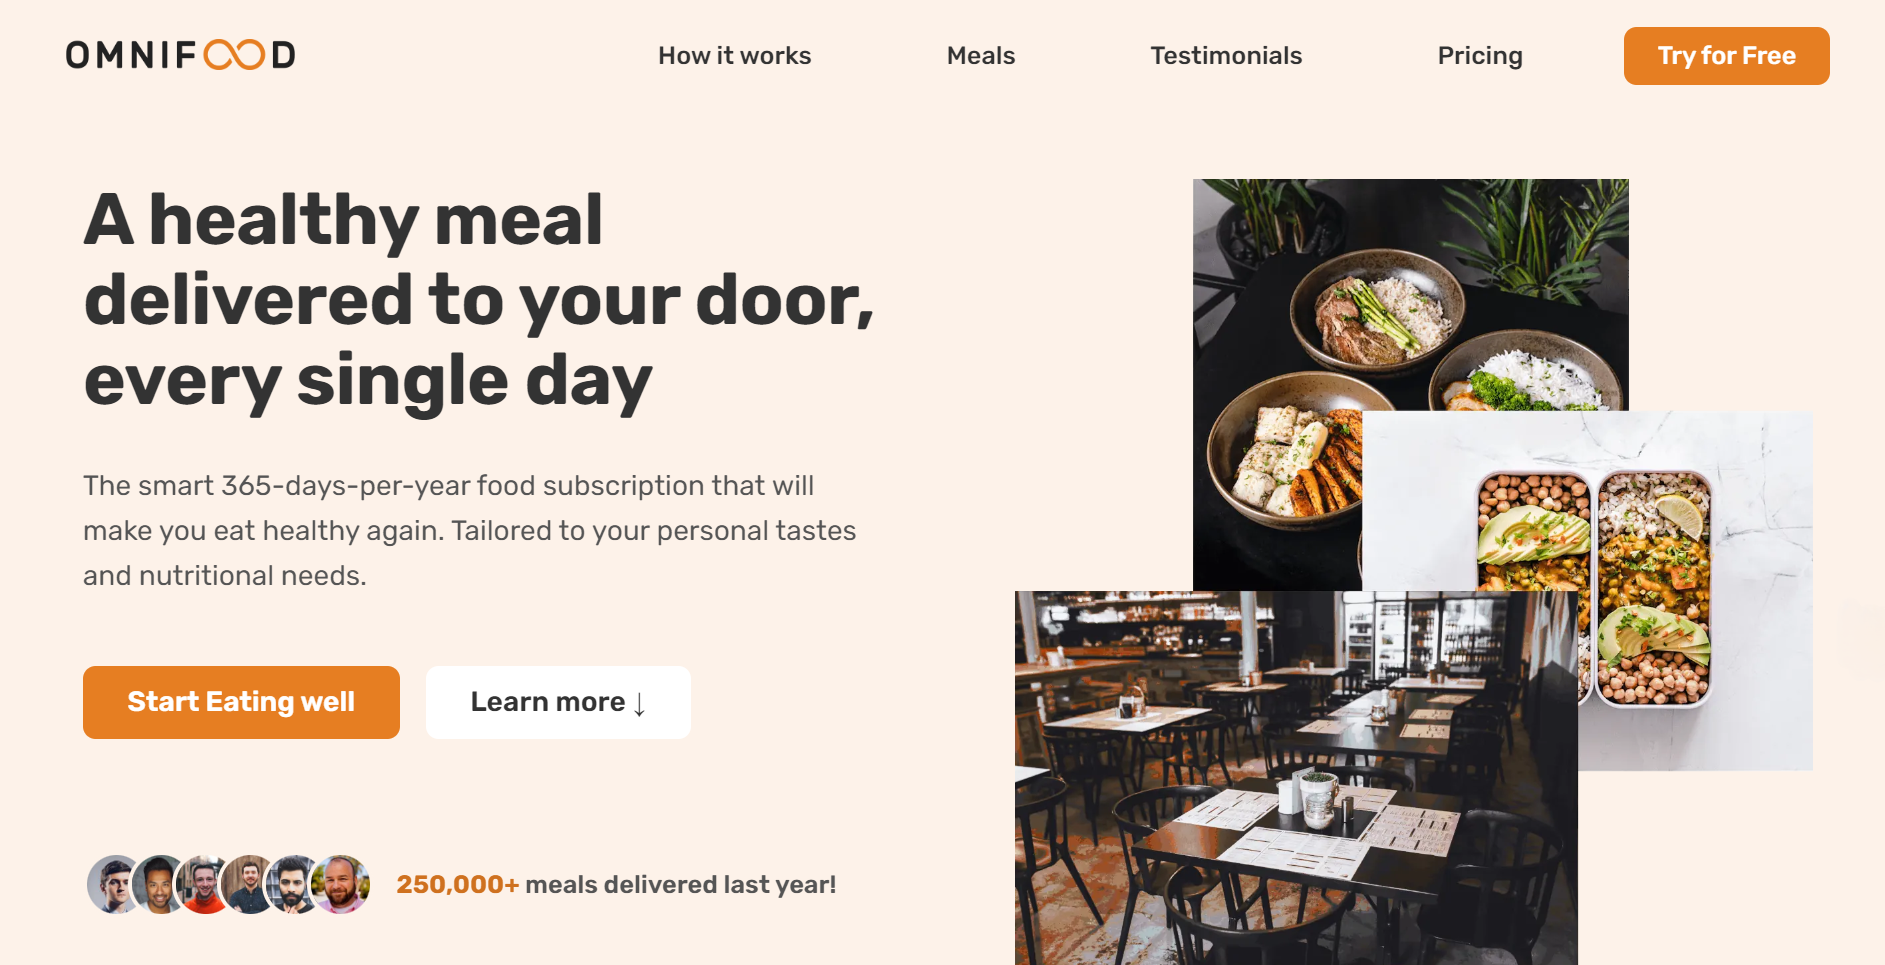 OMNIFOOD
How it works
Meals
Testimonials
Pricing
Try for Free
A healthy meal
delivered to your door,
every single day
The smart 365-days-per-year food subscription that will
make you eat healthy again. Tailored to your personal tastes
and nutritional needs.
Start Eating well
Learn more ↓
250,000+ meals delivered last year!